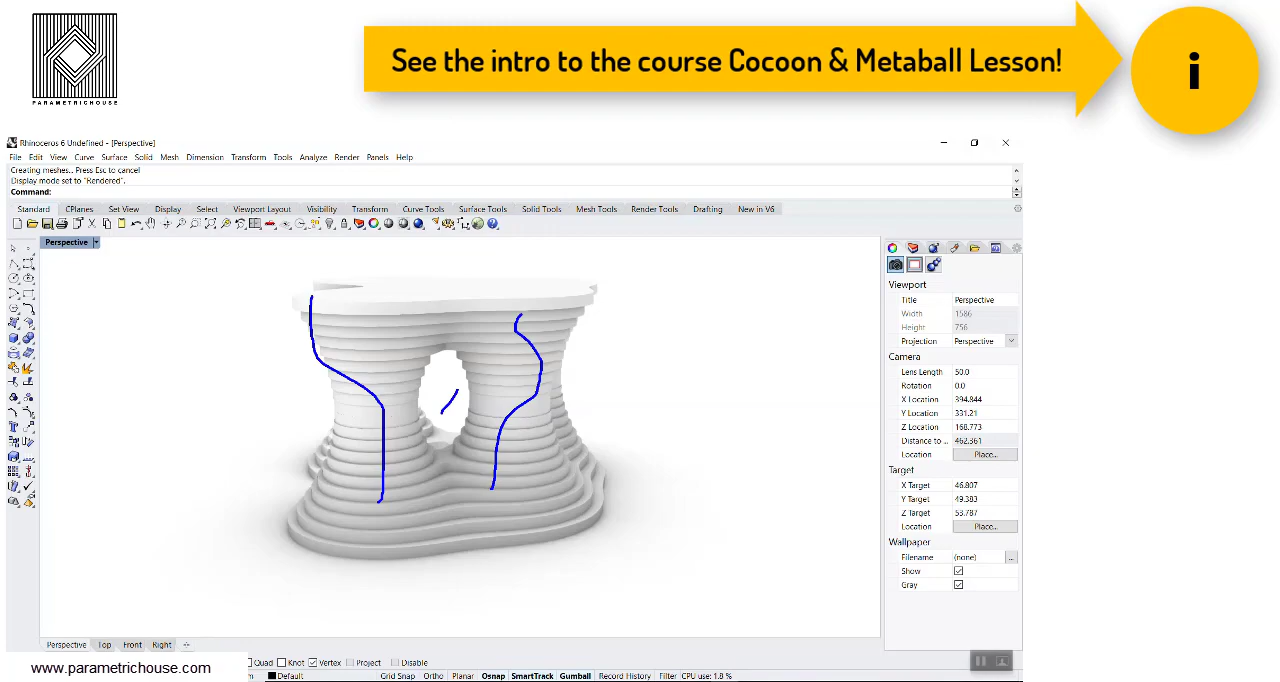 See the intro to the course Cocoon & Metaball Lesson!
i
PARAMETRICHOUSE
Rhinoceros 6 Undefined - [Perspective]
File Edit View Curve Surface Solid Mesh Dimension Transform Tools Analyze Render Panels Help
Creating meshes... Press Esc to cancel
Display mode set to "Rendered".
Command:
Standard CPlanes Set View Display Select Viewport Layout Visibility Transform Curve Tools Surface Tools Solid Tools Mesh Tools Render Tools Drafting New in V6
Perspective
Viewport
Title Perspective
Width 1586
Height 756
Projection Perspective
Camera
Lens Length 50.0
Rotation 0.0
X Location 394.844
Y Location 331.21
Z Location 168.773
Distance to ... 462.361
Location Place...
Target
X Target 46.807
Y Target 49.383
Z Target 53.787
Location Place...
Wallpaper
Filename (none) ...
Show
Gray
Perspective Top Front Right
Quad Knot Vertex Project Disable
www.parametrichouse.com
m Default Grid Snap Ortho Planar Osnap SmartTrack Gumball Record History Filter CPU use: 1.8 %